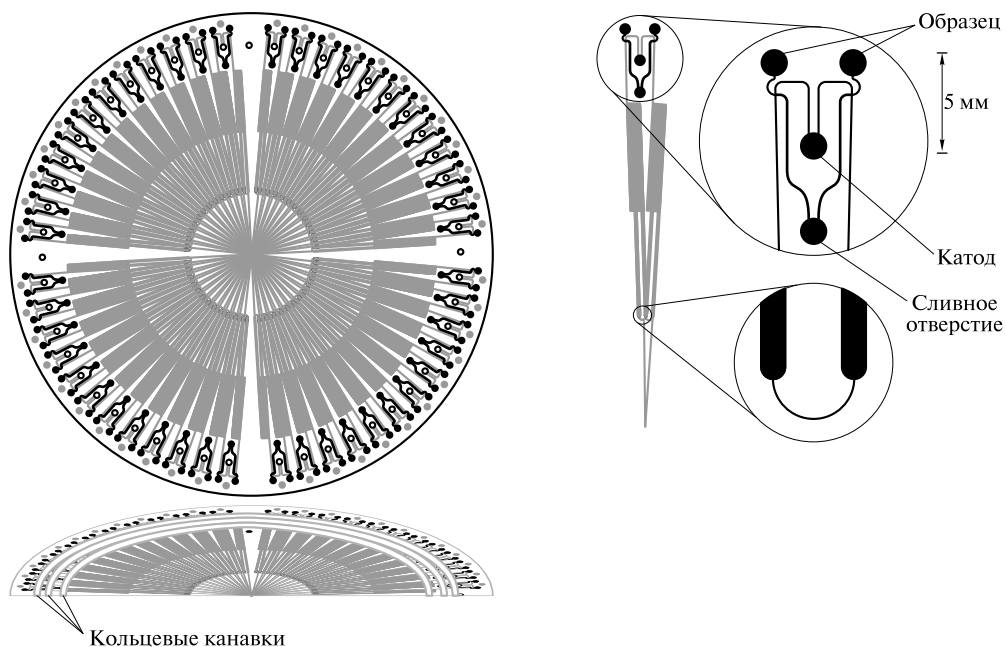 Образец
5 мм
Катод
Сливное
отверстие
Кольцевые канавки